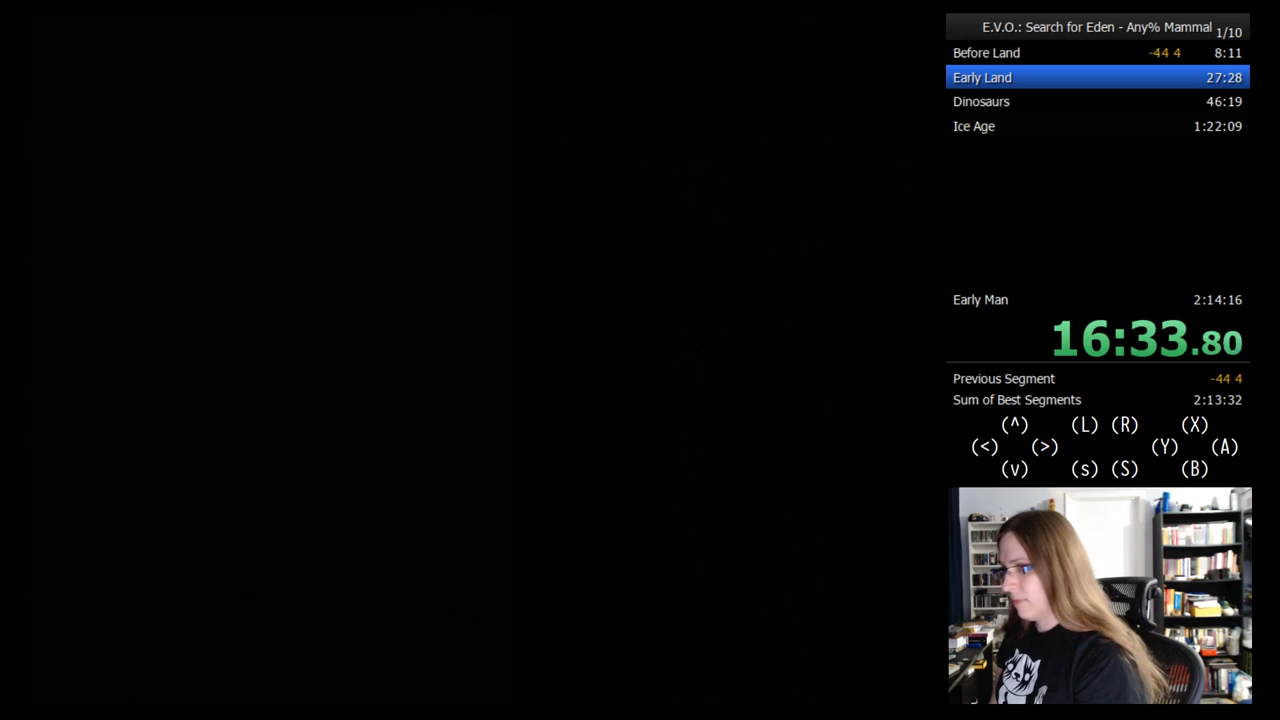 E.V.O.: Search for Eden - Any% Mammal 1/10
Before Land -44 4 8:11
Early Land 27:28
Dinosaurs 46:19
Ice Age 1:22:09
Early Man 2:14:16
16:33.80
Previous Segment -44 4
Sum of Best Segments 2:13:32
(^) (L) (R) (X)
(<) (>) (Y) (A)
(v) (s) (S) (B)